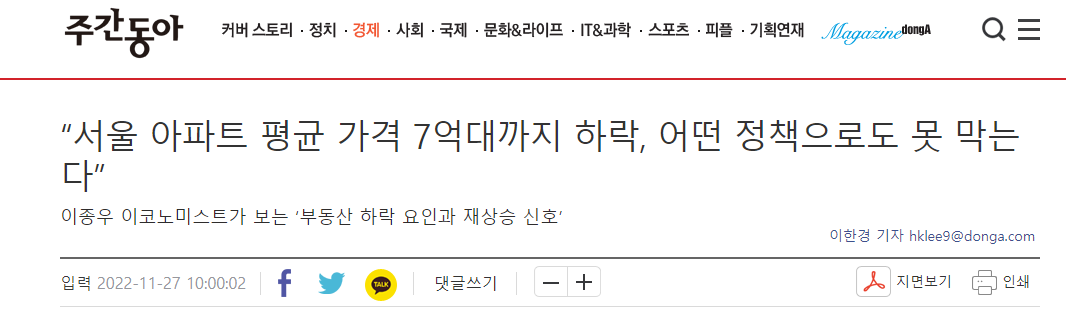 주간동아 커버 스토리 · 정치 · 경제 · 사회 · 국제 · 문화&라이프 · IT&과학 · 스포츠 · 피플 · 기획연재 Magazine dongA
“서울 아파트 평균 가격 7억대까지 하락, 어떤 정책으로도 못 막는
다”
이종우 이코노미스트가 보는 ‘부동산 하락 요인과 재상승 신호’
이한경 기자 hklee9@donga.com
입력 2022-11-27 10:00:02 f TALK 댓글쓰기 지면보기 인쇄